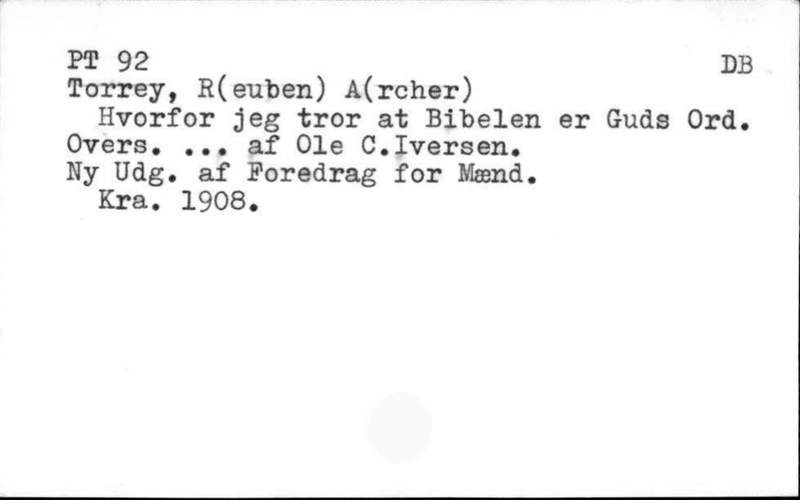 PT 92 DB
Torrey, R(euben) A(rcher)
Hvorfor jeg tror at Bibelen er Guds Ord.
Overs. ... af Ole C.Iversen.
Ny Udg. af Foredrag for Mænd.
Kra. 1908.